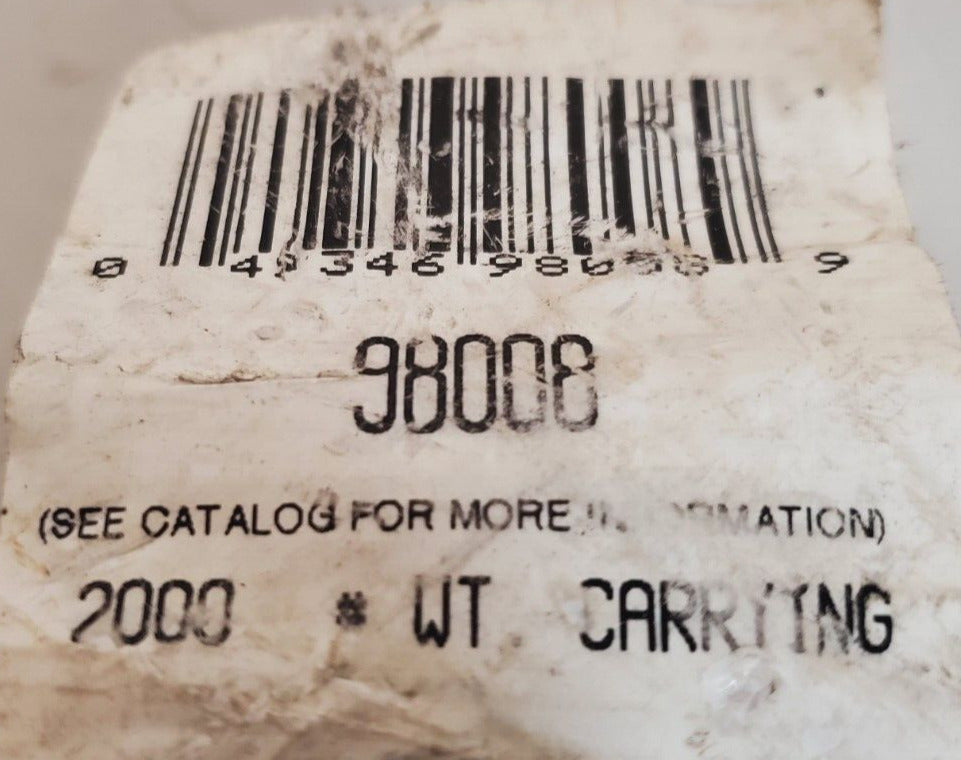 0 9
98008
(SEE CATALOG FOR MORE
2000 # WT. CARRYING